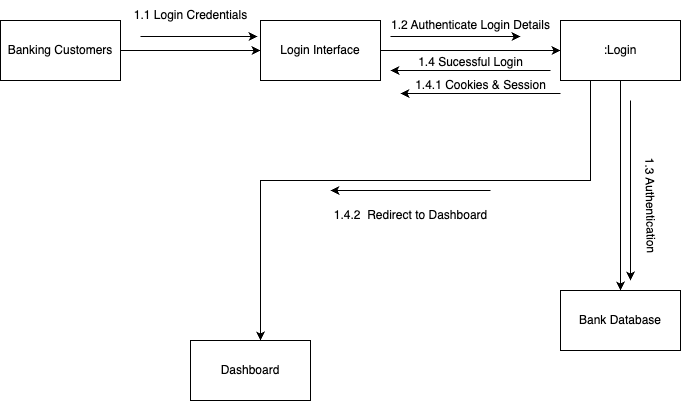 1.1 Login Credentials
1.2 Authenticate Login Details
Banking Customers
Login Interface
:Login
1.4 Sucessful Login
1.4.1 Cookies & Session
1.3 Authentication
1.4.2 Redirect to Dashboard
Bank Database
Dashboard